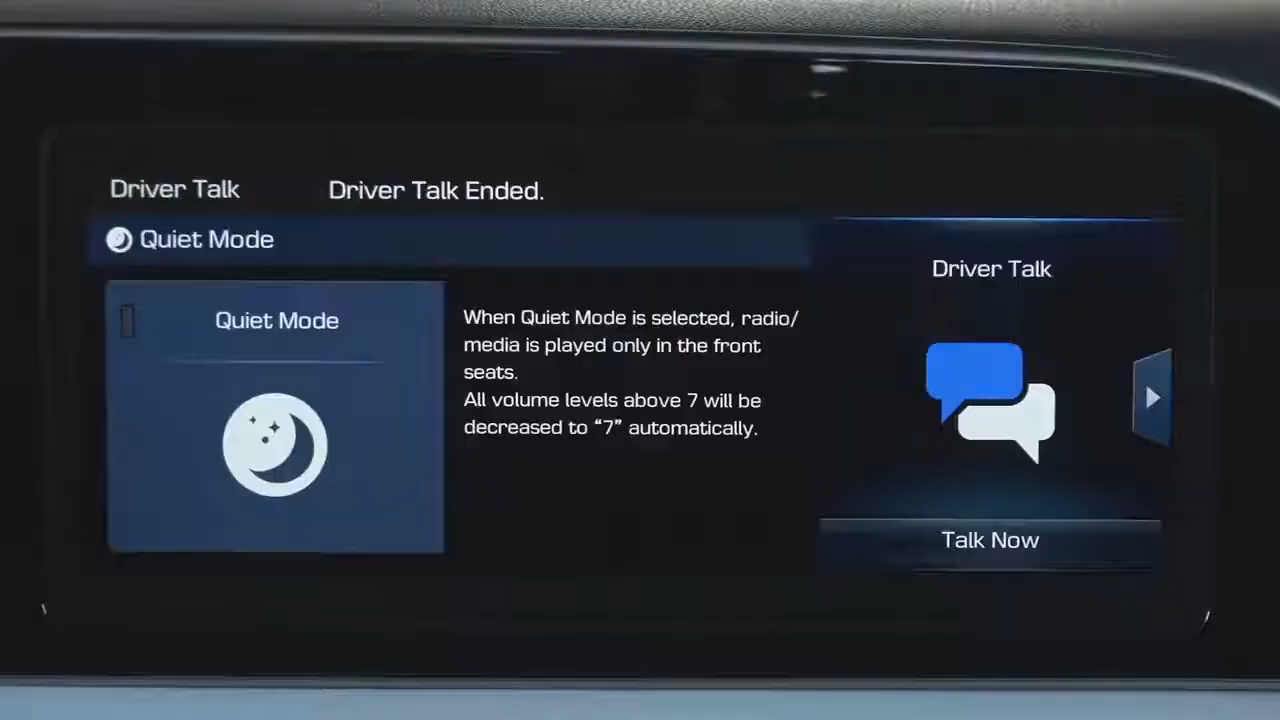 Driver Talk
Driver Talk Ended.
Quiet Mode
Quiet Mode
When Quiet Mode is selected, radio/
media is played only in the front
seats.
All volume levels above 7 will be
decreased to “7” automatically.
Driver Talk
Talk Now